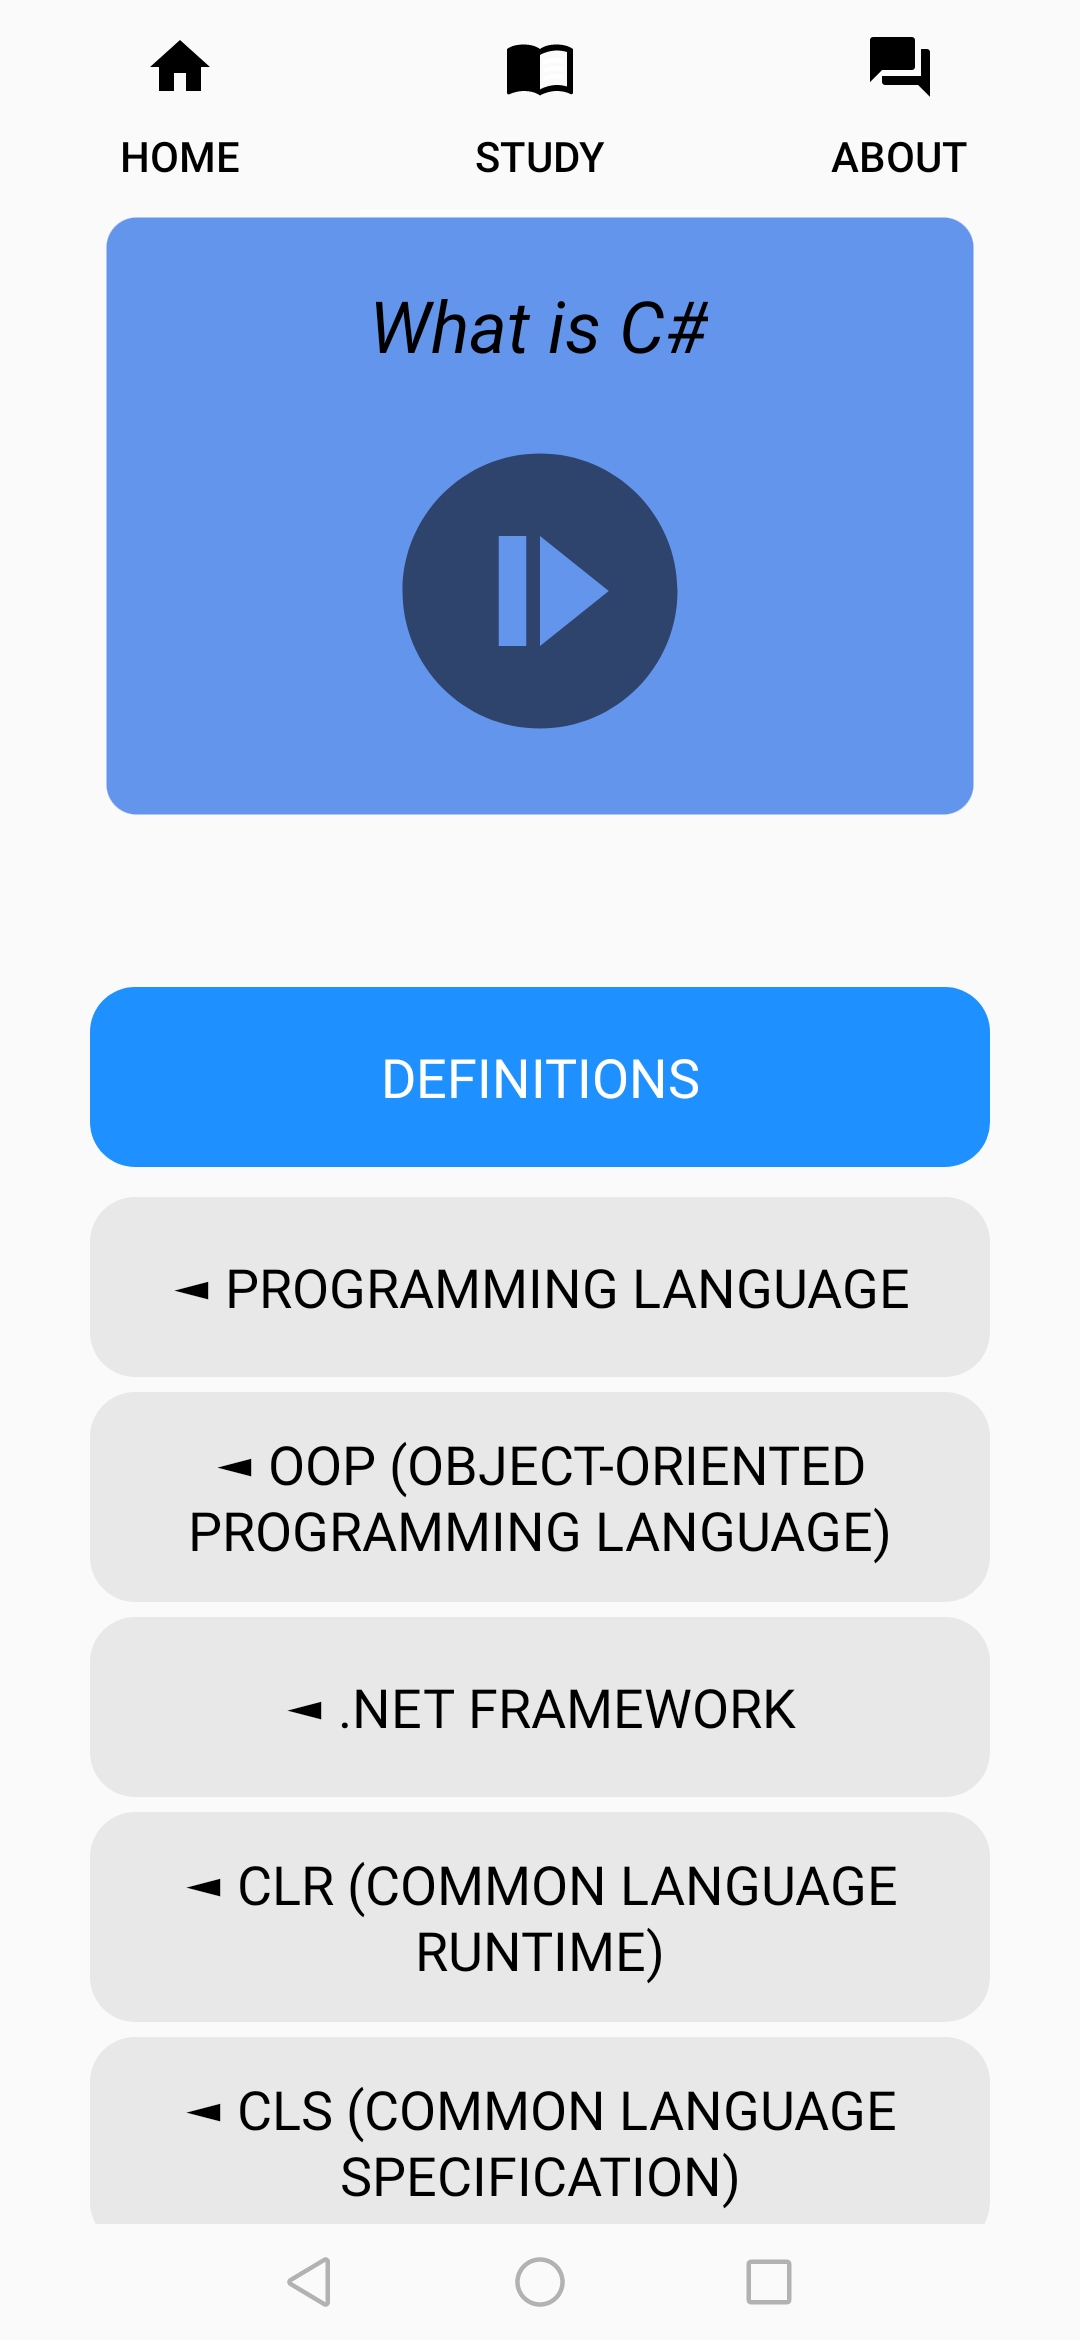 HOME STUDY ABOUT
What is C#
DEFINITIONS
◄ PROGRAMMING LANGUAGE
◄ OOP (OBJECT-ORIENTED
PROGRAMMING LANGUAGE)
◄ .NET FRAMEWORK
◄ CLR (COMMON LANGUAGE
RUNTIME)
◄ CLS (COMMON LANGUAGE
SPECIFICATION)